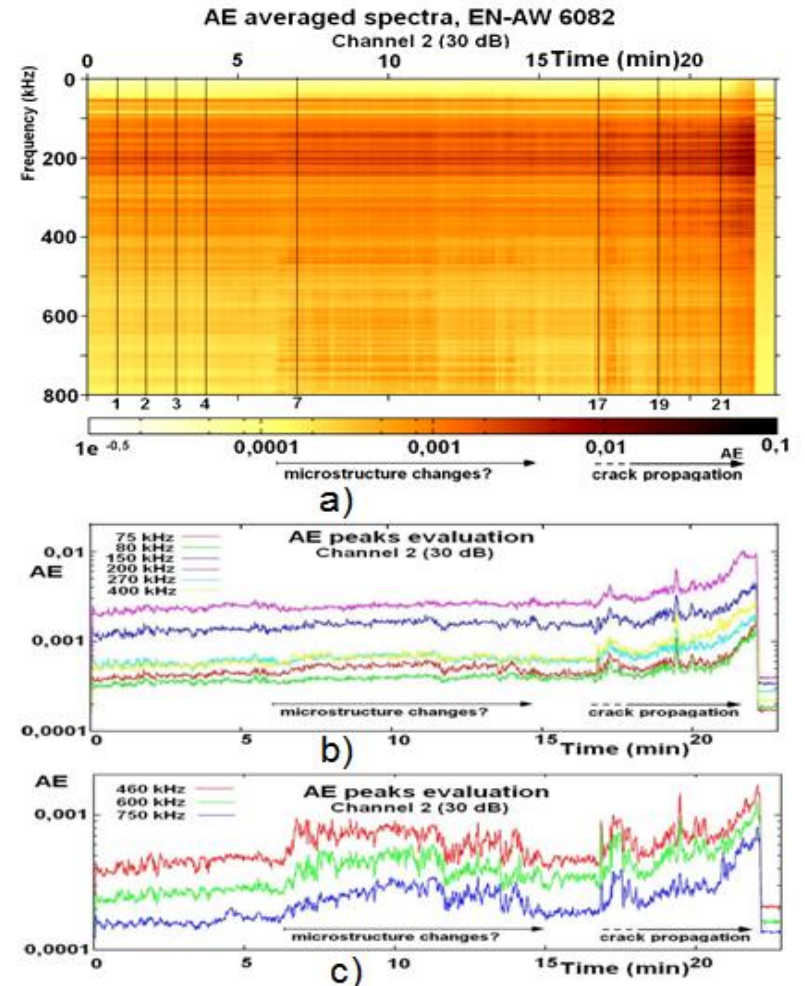 AE averaged spectra, EN-AW 6082
Channel 2 (30 dB)
0 5 10 15 Time (min) 20
Frequency (kHz)
0
200
400
600
800
1 2 3 4 7 17 19 21
1e -0.5 0,0001 0,001 0,01 0,1
AE
microstructure changes? crack propagation
a)
AE peaks evaluation
Channel 2 (30 dB)
75 kHz
80 kHz
150 kHz
200 kHz
270 kHz
400 kHz
0,01
AE
0,001
0,0001
microstructure changes? crack propagation
0 5 10 15 Time (min) 20
b)
AE
AE peaks evaluation
Channel 2 (30 dB)
460 kHz
600 kHz
750 kHz
0,001
0,0001
microstructure changes? crack propagation
0 5 10 15 Time (min) 20
c)